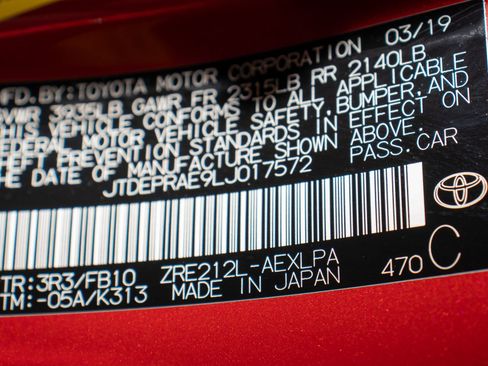 03/19
MFD.BY:TOYOTA MOTOR CORPORATION
GVWR 3935LB GAWR FR 2315LB RR 2140LB
THIS VEHICLE CONFORMS TO ALL APPLICABLE
FEDERAL MOTOR VEHICLE SAFETY,BUMPER,AND
THEFT PREVENTION STANDARDS IN EFFECT ON
THE DATE OF MANUFACTURE SHOWN ABOVE.
JTDEPRAE9LJ017572 PASS.CAR
C
TR:3R3/FB10 ZRE212L-AEXLPA
TM:-05A/K313 MADE IN JAPAN 470